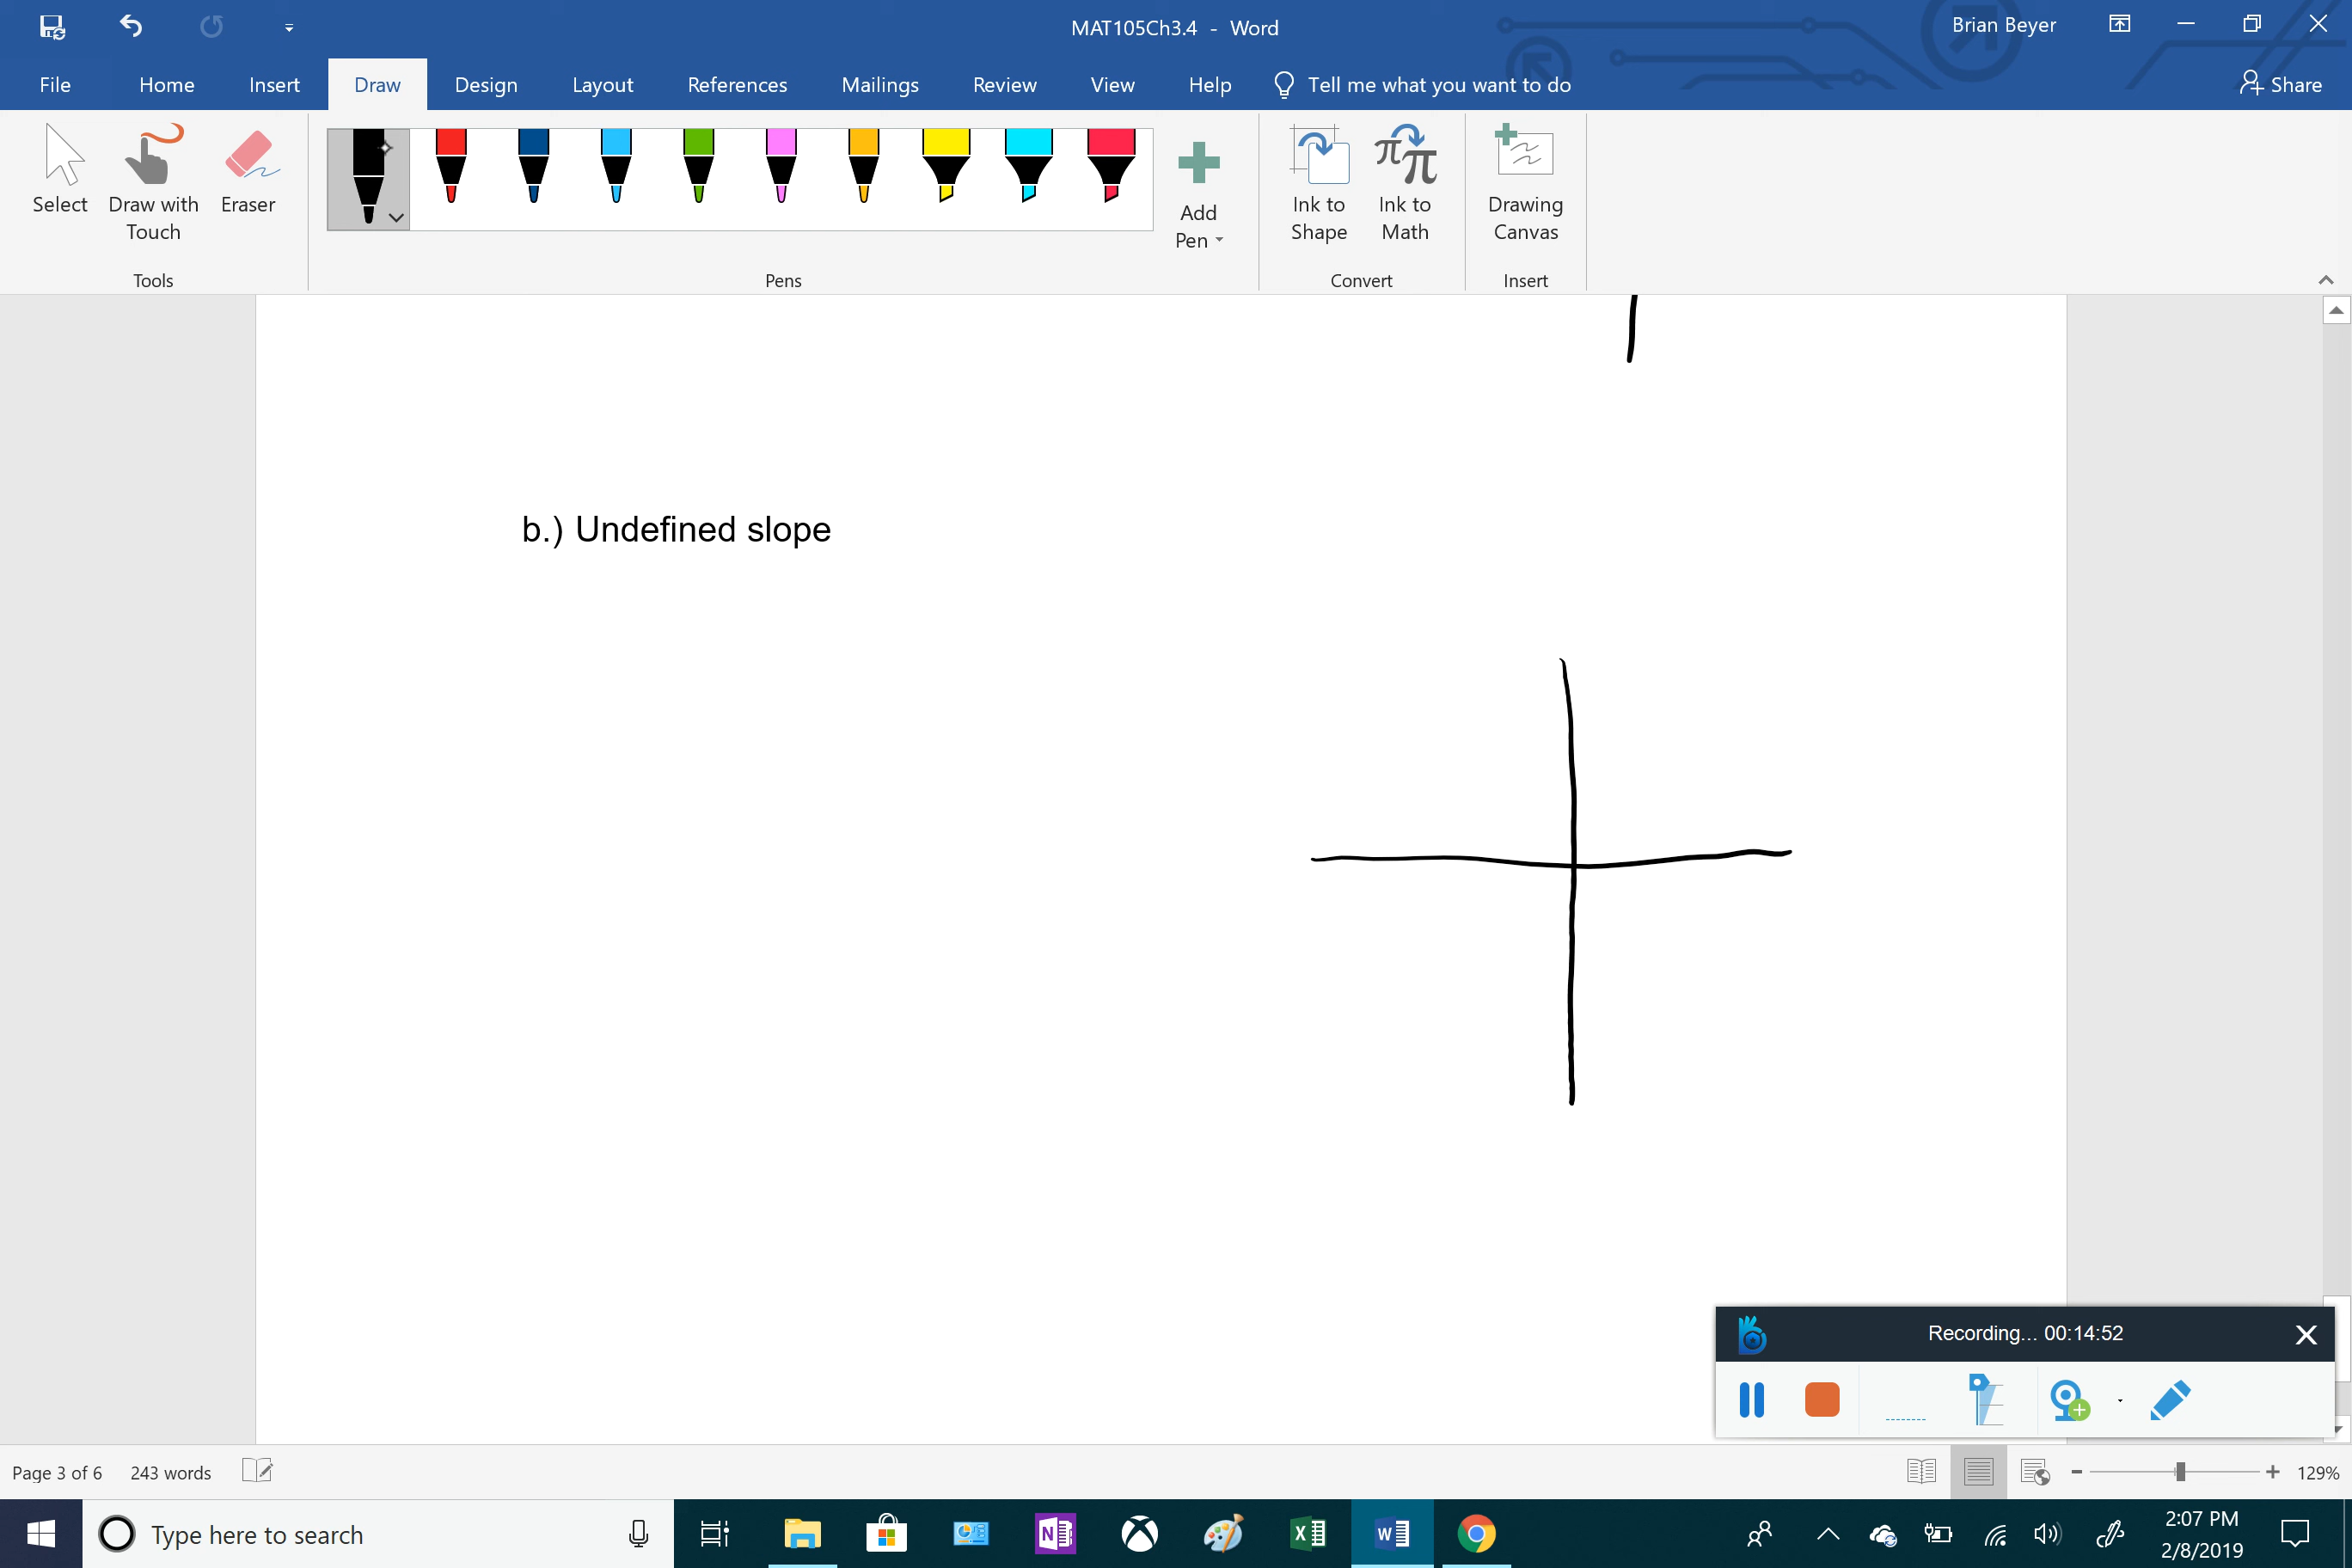 MAT105Ch3.4 - Word
Brian Beyer
File Home Insert Draw Design Layout References Mailings Review View Help Tell me what you want to do Share
Select Draw with Touch Eraser
Add Pen
Ink to Shape
Ink to Math
Drawing Canvas
Tools Pens Convert Insert
b.) Undefined slope
Recording... 00:14:52
Page 3 of 6 243 words 129%
Type here to search
2:07 PM
2/8/2019